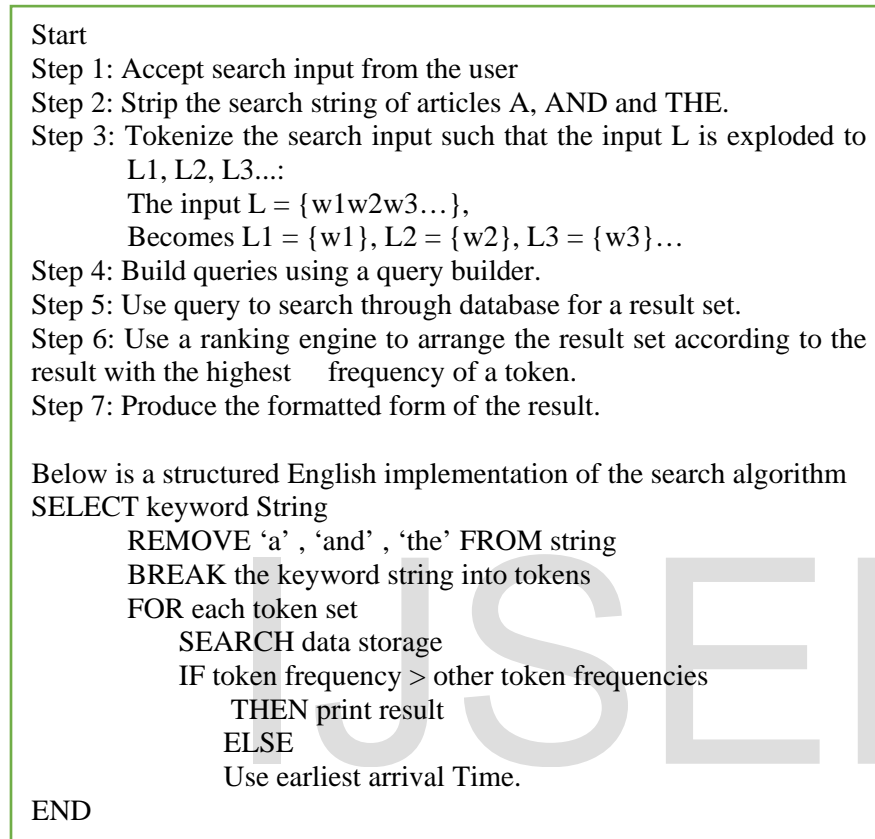 Start
Step 1: Accept search input from the user
Step 2: Strip the search string of articles A, AND and THE.
Step 3: Tokenize the search input such that the input L is exploded to
L1, L2, L3...:
The input L = {w1w2w3…},
Becomes L1 = {w1}, L2 = {w2}, L3 = {w3}…
Step 4: Build queries using a query builder.
Step 5: Use query to search through database for a result set.
Step 6: Use a ranking engine to arrange the result set according to the
result with the highest frequency of a token.
Step 7: Produce the formatted form of the result.
Below is a structured English implementation of the search algorithm
SELECT keyword String
REMOVE ‘a’ , ‘and’ , ‘the’ FROM string
BREAK the keyword string into tokens
FOR each token set
SEARCH data storage
IF token frequency > other token frequencies
THEN print result
ELSE
Use earliest arrival Time.
END